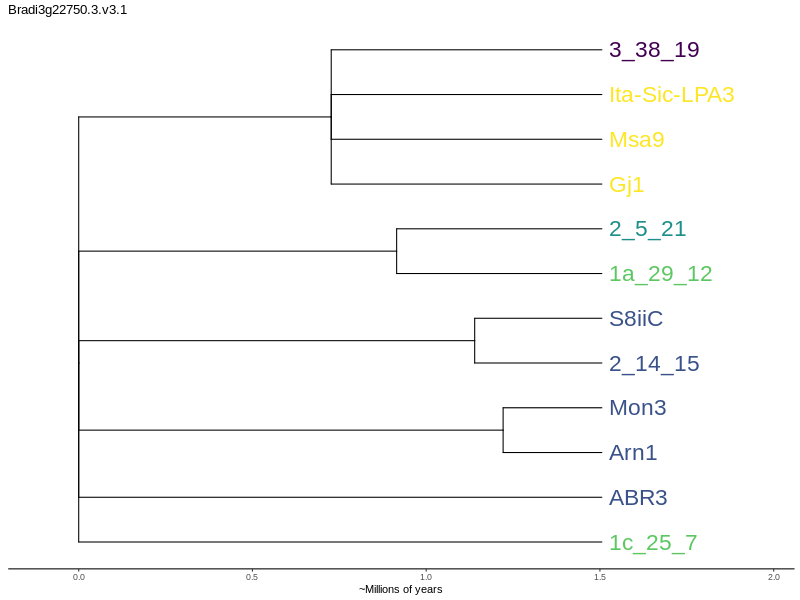 Bradi3g22750.3.v3.1
3_38_19
Ita-Sic-LPA3
Msa9
Gj1
2_5_21
1a_29_12
S8iiC
2_14_15
Mon3
Arn1
ABR3
1c_25_7
0.0 0.5 1.0 1.5 2.0
~Millions of years